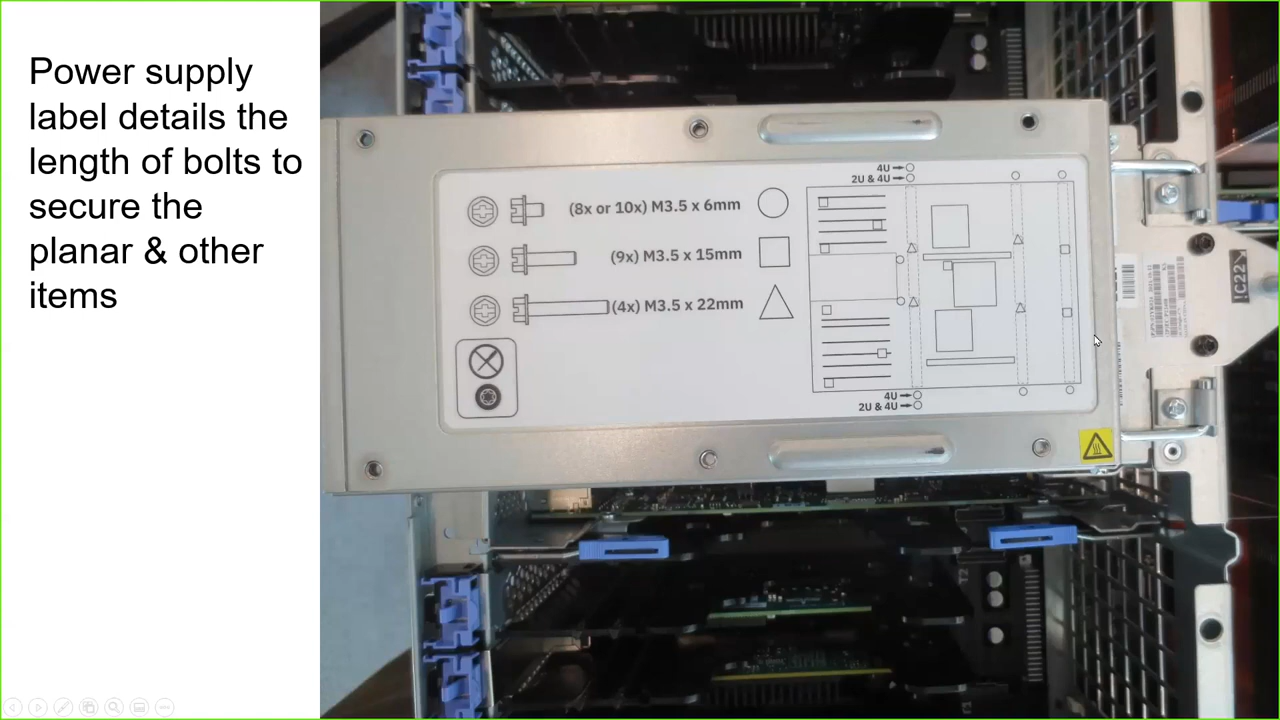 Power supply
label details the
length of bolts to
secure the
planar & other
items
4U
2U & 4U
(8x or 10x) M3.5 x 6mm
(9x) M3.5 x 15mm
(4x) M3.5 x 22mm
4U
2U & 4U
C22
T2